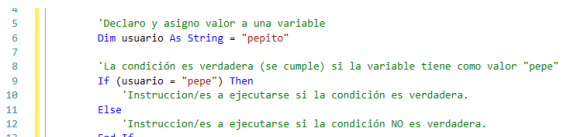 4
5 'Declaro y asigno valor a una variable
6 Dim usuario As String = "pepito"
7
8 'La condición es verdadera (se cumple) si la variable tiene como valor "pepe"
9 If (usuario = "pepe") Then
10 'Instruccion/es a ejecutarse si la condición es verdadera.
11 Else
12 'Instruccion/es a ejecutarse si la condición NO es verdadera.
13 End If